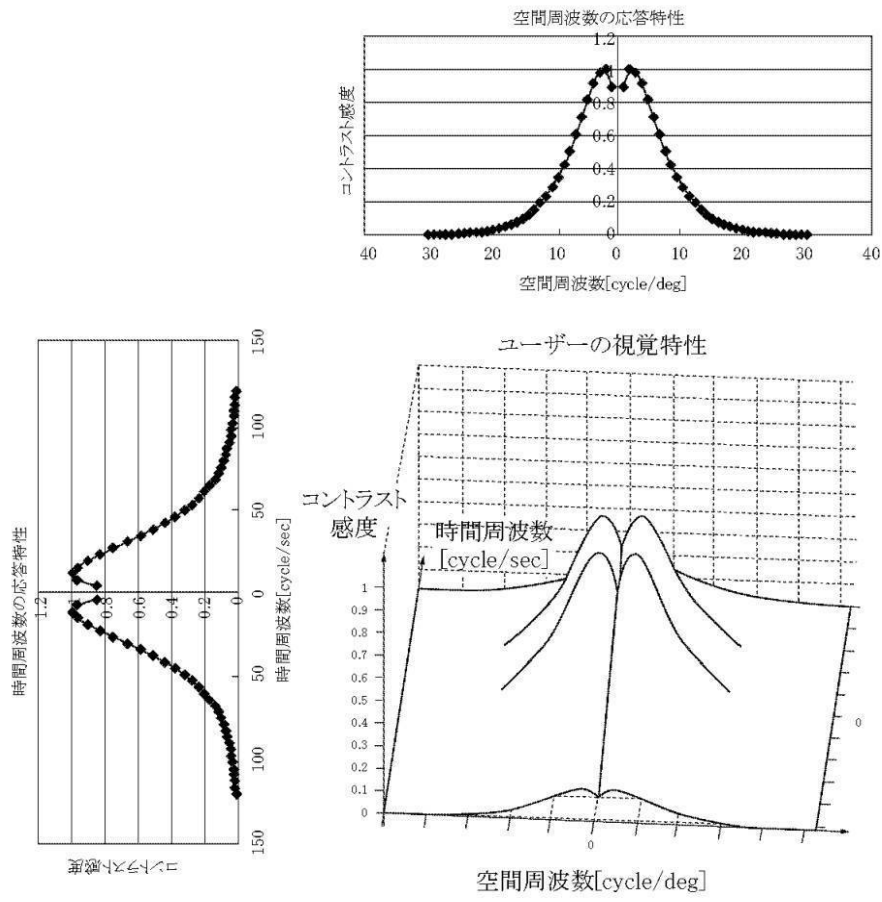 空間周波数の応答特性
1.2
1
0.8
0.6
0.4
0.2
0
コントラスト感度
40 30 20 10 0 10 20 30 40
空間周波数[cycle/deg]
時間周波数の応答特性
1.2 1.0 0.8 0.6 0.4 0.2 0
150
100
50
0
50
100
150
時間周波数[cycle/sec]
コントラスト感度
ユーザーの視覚特性
コントラスト
感度
時間周波数
[cycle/sec]
1
0.9
0.8
0.7
0.6
0.5
0.4
0.3
0.2
0.1
0
0
0
空間周波数[cycle/deg]